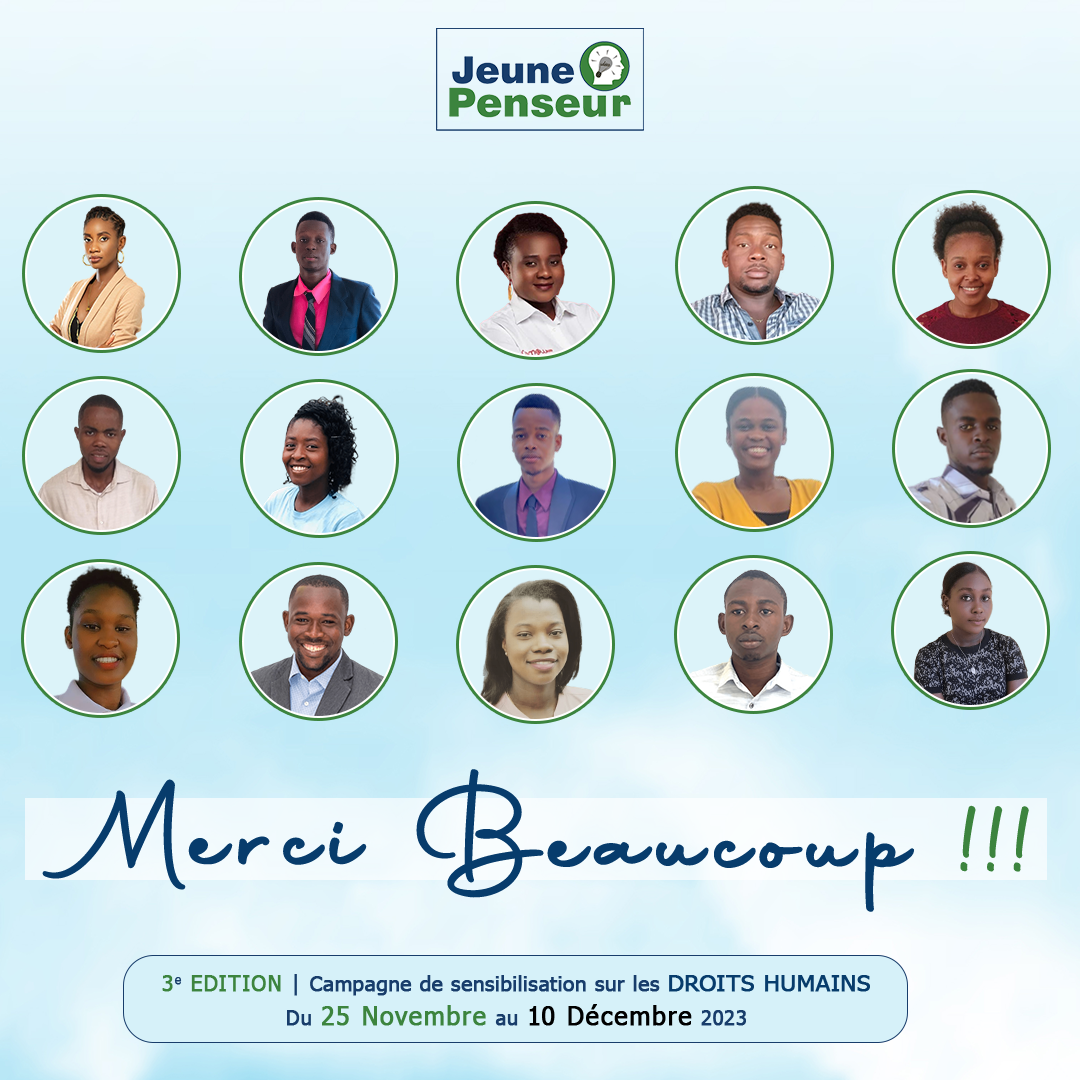 Jeune
Penseur
Merci Beaucoup !!!
3e EDITION | Campagne de sensibilisation sur les DROITS HUMAINS
Du 25 Novembre au 10 Décembre 2023